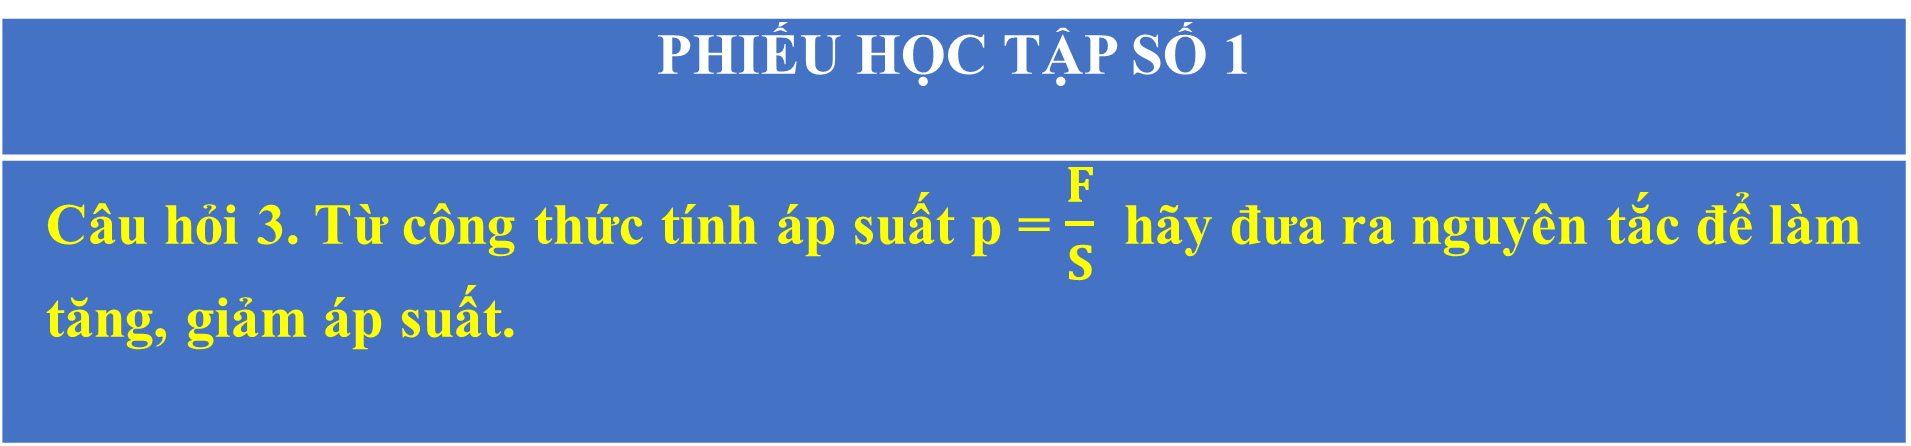 PHIẾU HỌC TẬP SỐ 1
Câu hỏi 3. Từ công thức tính áp suất p = F/S hãy đưa ra nguyên tắc để làm
tăng, giảm áp suất.